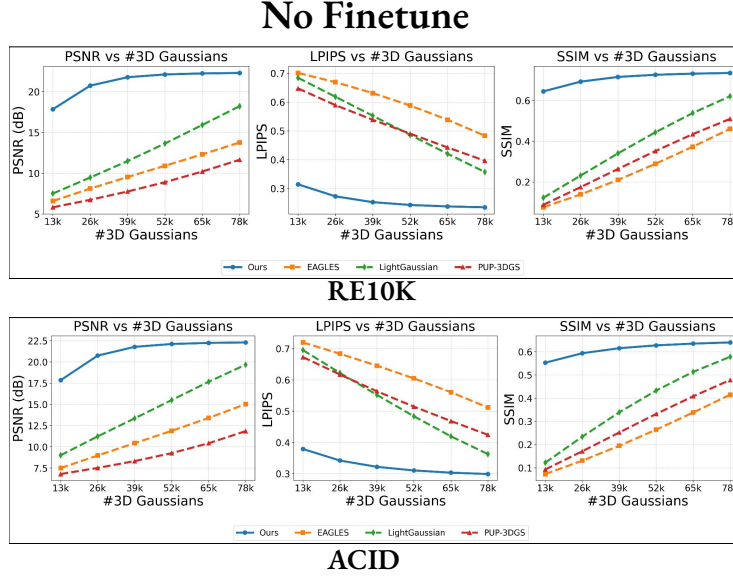 No Finetune
PSNR vs #3D Gaussians
LPIPS vs #3D Gaussians
SSIM vs #3D Gaussians
PSNR (dB)
20
15
10
5
13k 26k 39k 52k 65k 78k
#3D Gaussians
LPIPS
0.7
0.6
0.5
0.4
0.3
13k 26k 39k 52k 65k 78k
#3D Gaussians
SSIM
0.6
0.4
0.2
13k 26k 39k 52k 65k 78k
#3D Gaussians
Ours EAGLES LightGaussian PUP-3DGS
RE10K
PSNR vs #3D Gaussians
LPIPS vs #3D Gaussians
SSIM vs #3D Gaussians
PSNR (dB)
22.5
20.0
17.5
15.0
12.5
10.0
7.5
13k 26k 39k 52k 65k 78k
#3D Gaussians
LPIPS
0.7
0.6
0.5
0.4
0.3
13k 26k 39k 52k 65k 78k
#3D Gaussians
SSIM
0.6
0.5
0.4
0.3
0.2
0.1
13k 26k 39k 52k 65k 78k
#3D Gaussians
Ours EAGLES LightGaussian PUP-3DGS
ACID